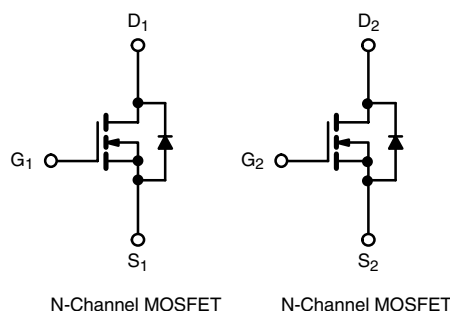 D1 D2
G1 G2
S1 S2
N-Channel MOSFET N-Channel MOSFET